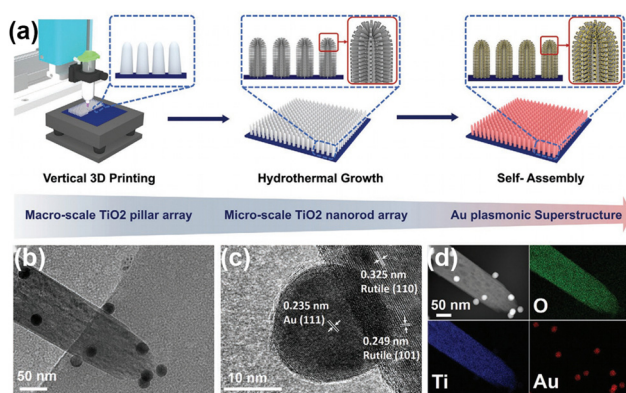 (a)
Vertical 3D Printing
Hydrothermal Growth
Self- Assembly
Macro-scale TiO2 pillar array
Micro-scale TiO2 nanorod array
Au plasmonic Superstructure
(b)
50 nm
(c)
0.325 nm
Rutile (110)
0.235 nm
Au (111)
0.249 nm
Rutile (101)
10 nm
(d)
50 nm
O
Ti
Au